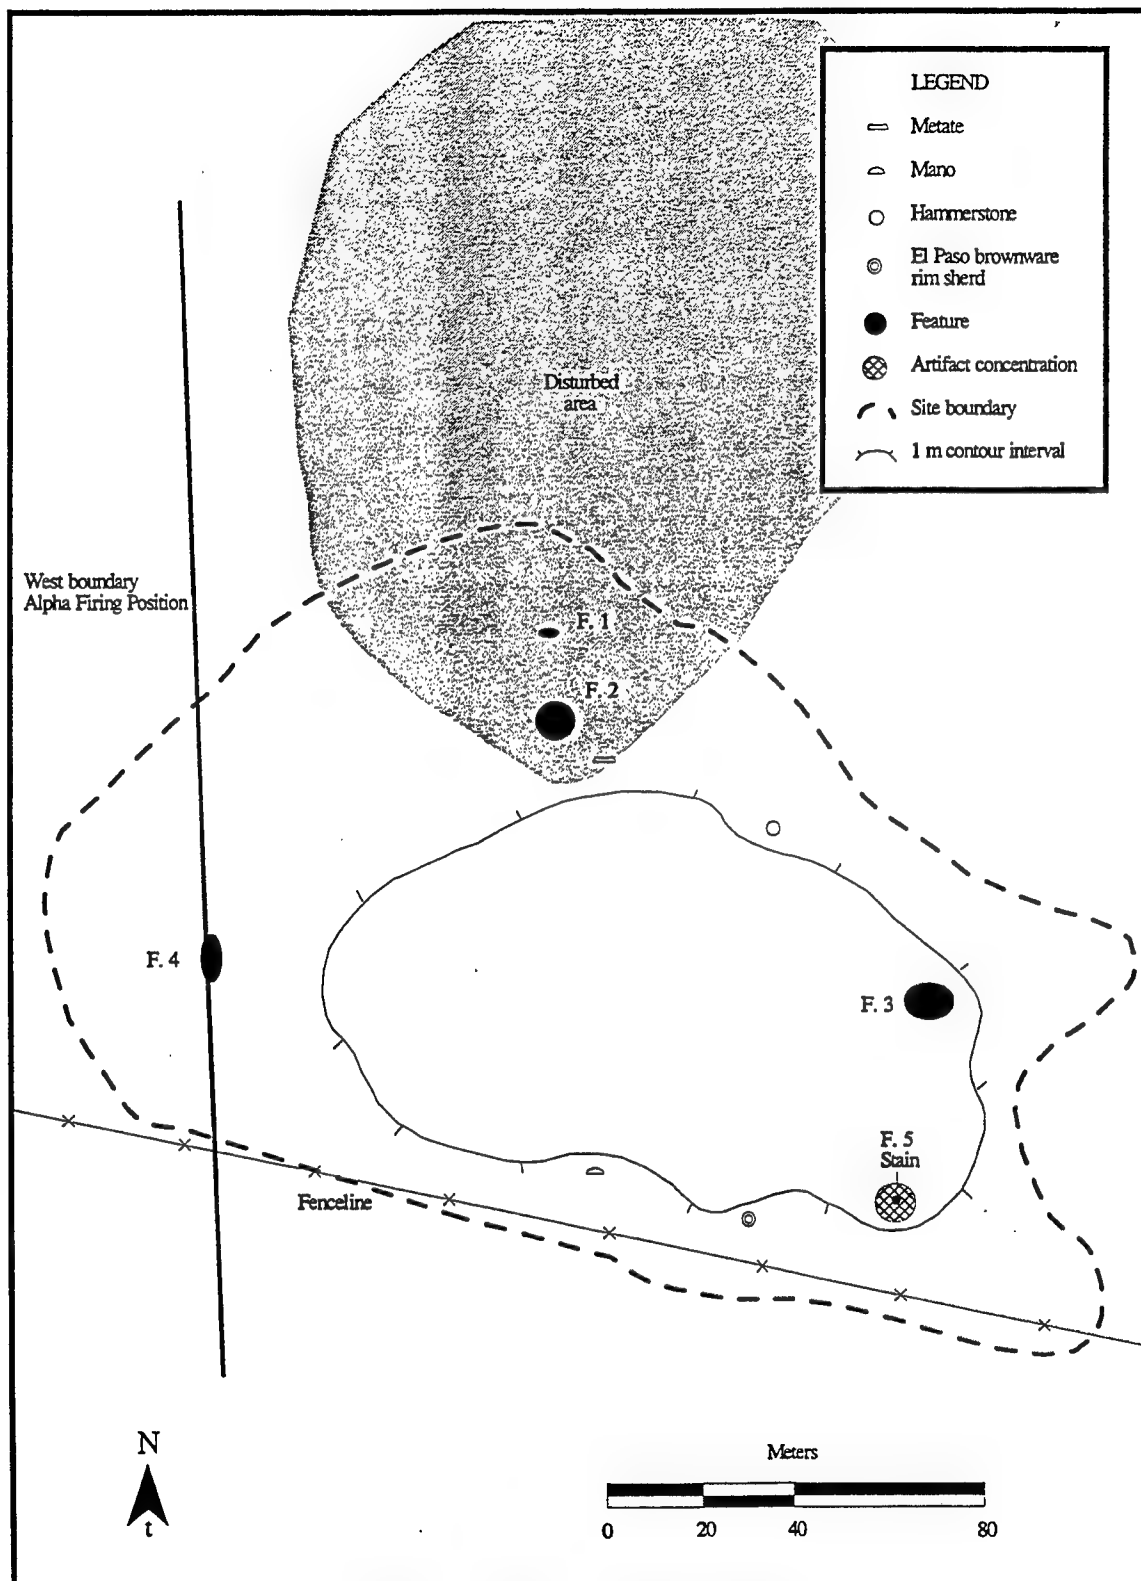 LEGEND
Metate
Mano
Hammerstone
El Paso brownware
rim sherd
Feature
Artifact concentration
Site boundary
1 m contour interval
Disturbed
area
West boundary
Alpha Firing Position
F. 1
F. 2
F. 4
F. 3
F. 5
Stain
Fenceline
N
t
Meters
0 20 40 80